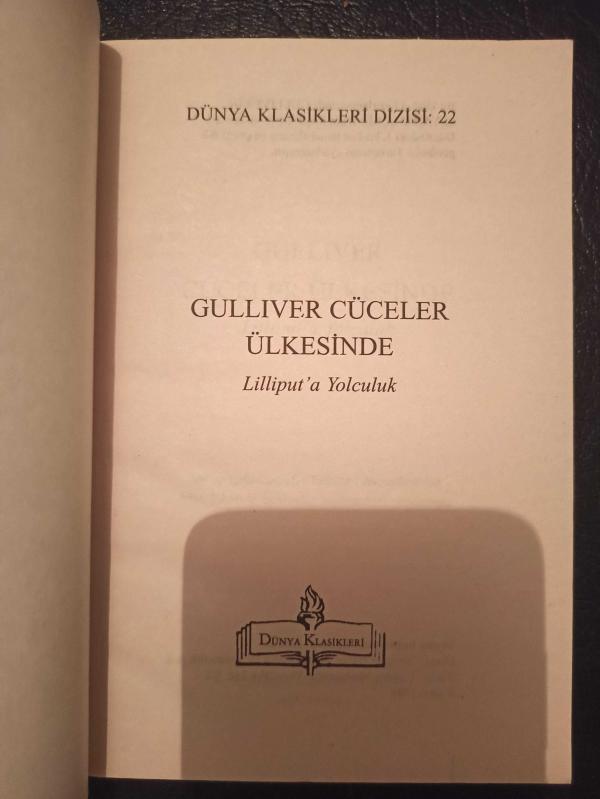 DÜNYA KLASİKLERİ DİZİSİ: 22
GULLIVER CÜCELER
ÜLKESİNDE
Lilliput’a Yolculuk
DÜNYA KLASİKLERİ